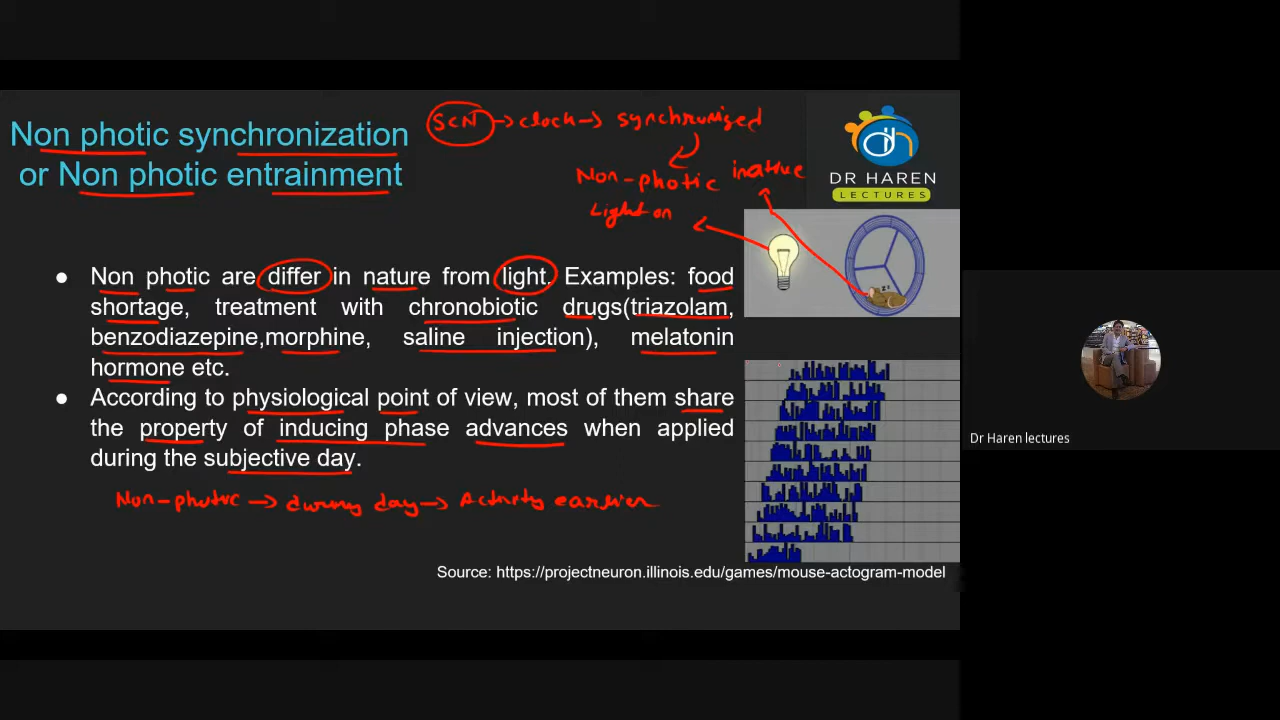 Non photic synchronization
or Non photic entrainment
SCN → clock → synchronized
Non-photic
inative
Light on
DR HAREN
LECTURES
● Non photic are differ in nature from light. Examples: food
shortage, treatment with chronobiotic drugs(triazolam,
benzodiazepine,morphine, saline injection), melatonin
hormone etc.
● According to physiological point of view, most of them share
the property of inducing phase advances when applied
during the subjective day.
Non-photic → during day → Activity earlier
Source: https://projectneuron.illinois.edu/games/mouse-actogram-model
Dr Haren lectures